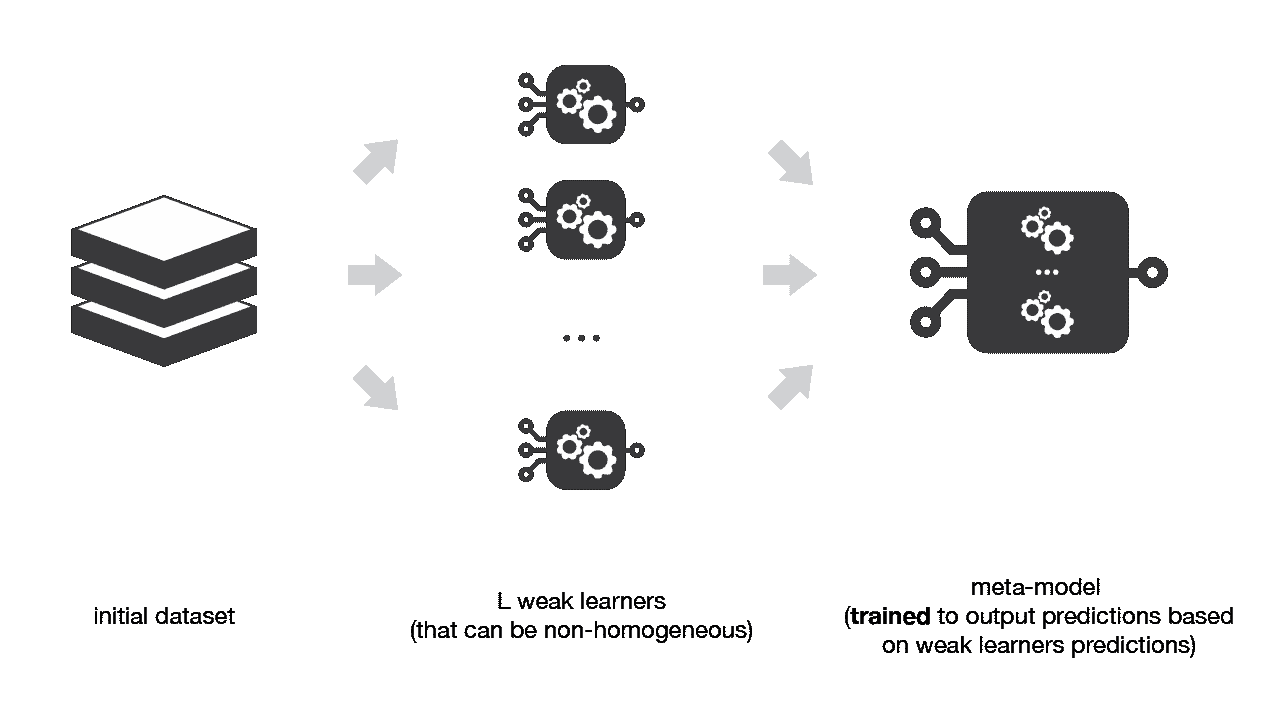 initial dataset
L weak learners
(that can be non-homogeneous)
meta-model
(trained to output predictions based
on weak learners predictions)